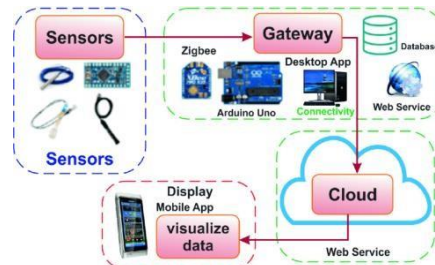 Sensors
Sensors
Gateway
Zigbee
Arduino Uno
Desktop App
Connectivity
Database
Web Service
Cloud
Web Service
Display
Mobile App
visualize
data